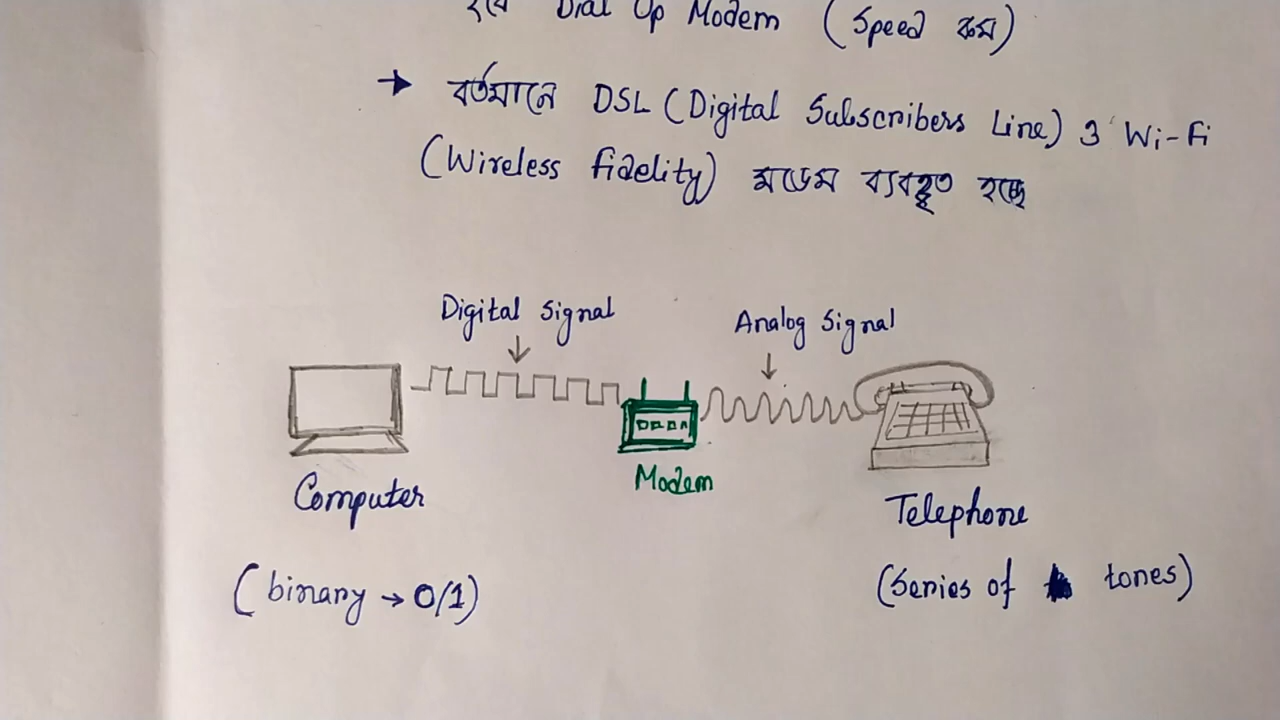 হবে Dial Up Modem (Speed কম)
→ বর্তমানে DSL (Digital Subscribers Line) ও Wi-Fi
(Wireless Fidelity) মডেম ব্যবহৃত হচ্ছে
Digital Signal
Analog Signal
Modem
Computer
Telephone
(binary → 0/1)
(Series of tones)